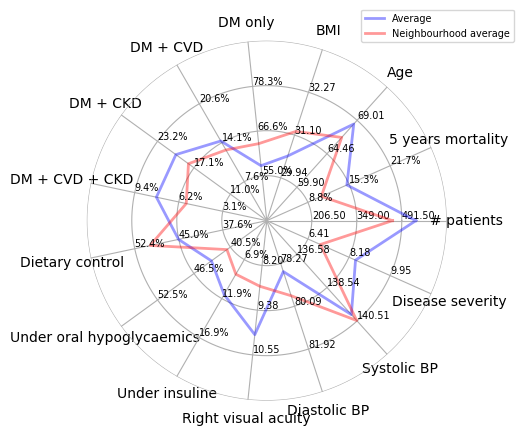 Average
Neighbourhood average
DM only
BMI
DM + CVD
Age
DM + CKD
5 years mortality
DM + CVD + CKD
# patients
Dietary control
Disease severity
Under oral hypoglycaemics
Systolic BP
Under insuline
Diastolic BP
Right visual acuity
206.50 349.00 491.50
8.8% 15.3% 21.7%
59.90 64.46 69.01
29.94 31.10 32.27
55.0% 66.6% 78.3%
7.6% 14.1% 20.6%
11.0% 17.1% 23.2%
3.1% 6.2% 9.4%
37.6% 45.0% 52.4%
40.5% 46.5% 52.5%
6.9% 11.9% 16.9%
8.20 9.38 10.55
78.27 80.09 81.92
136.58 138.54 140.51
6.41 8.18 9.95